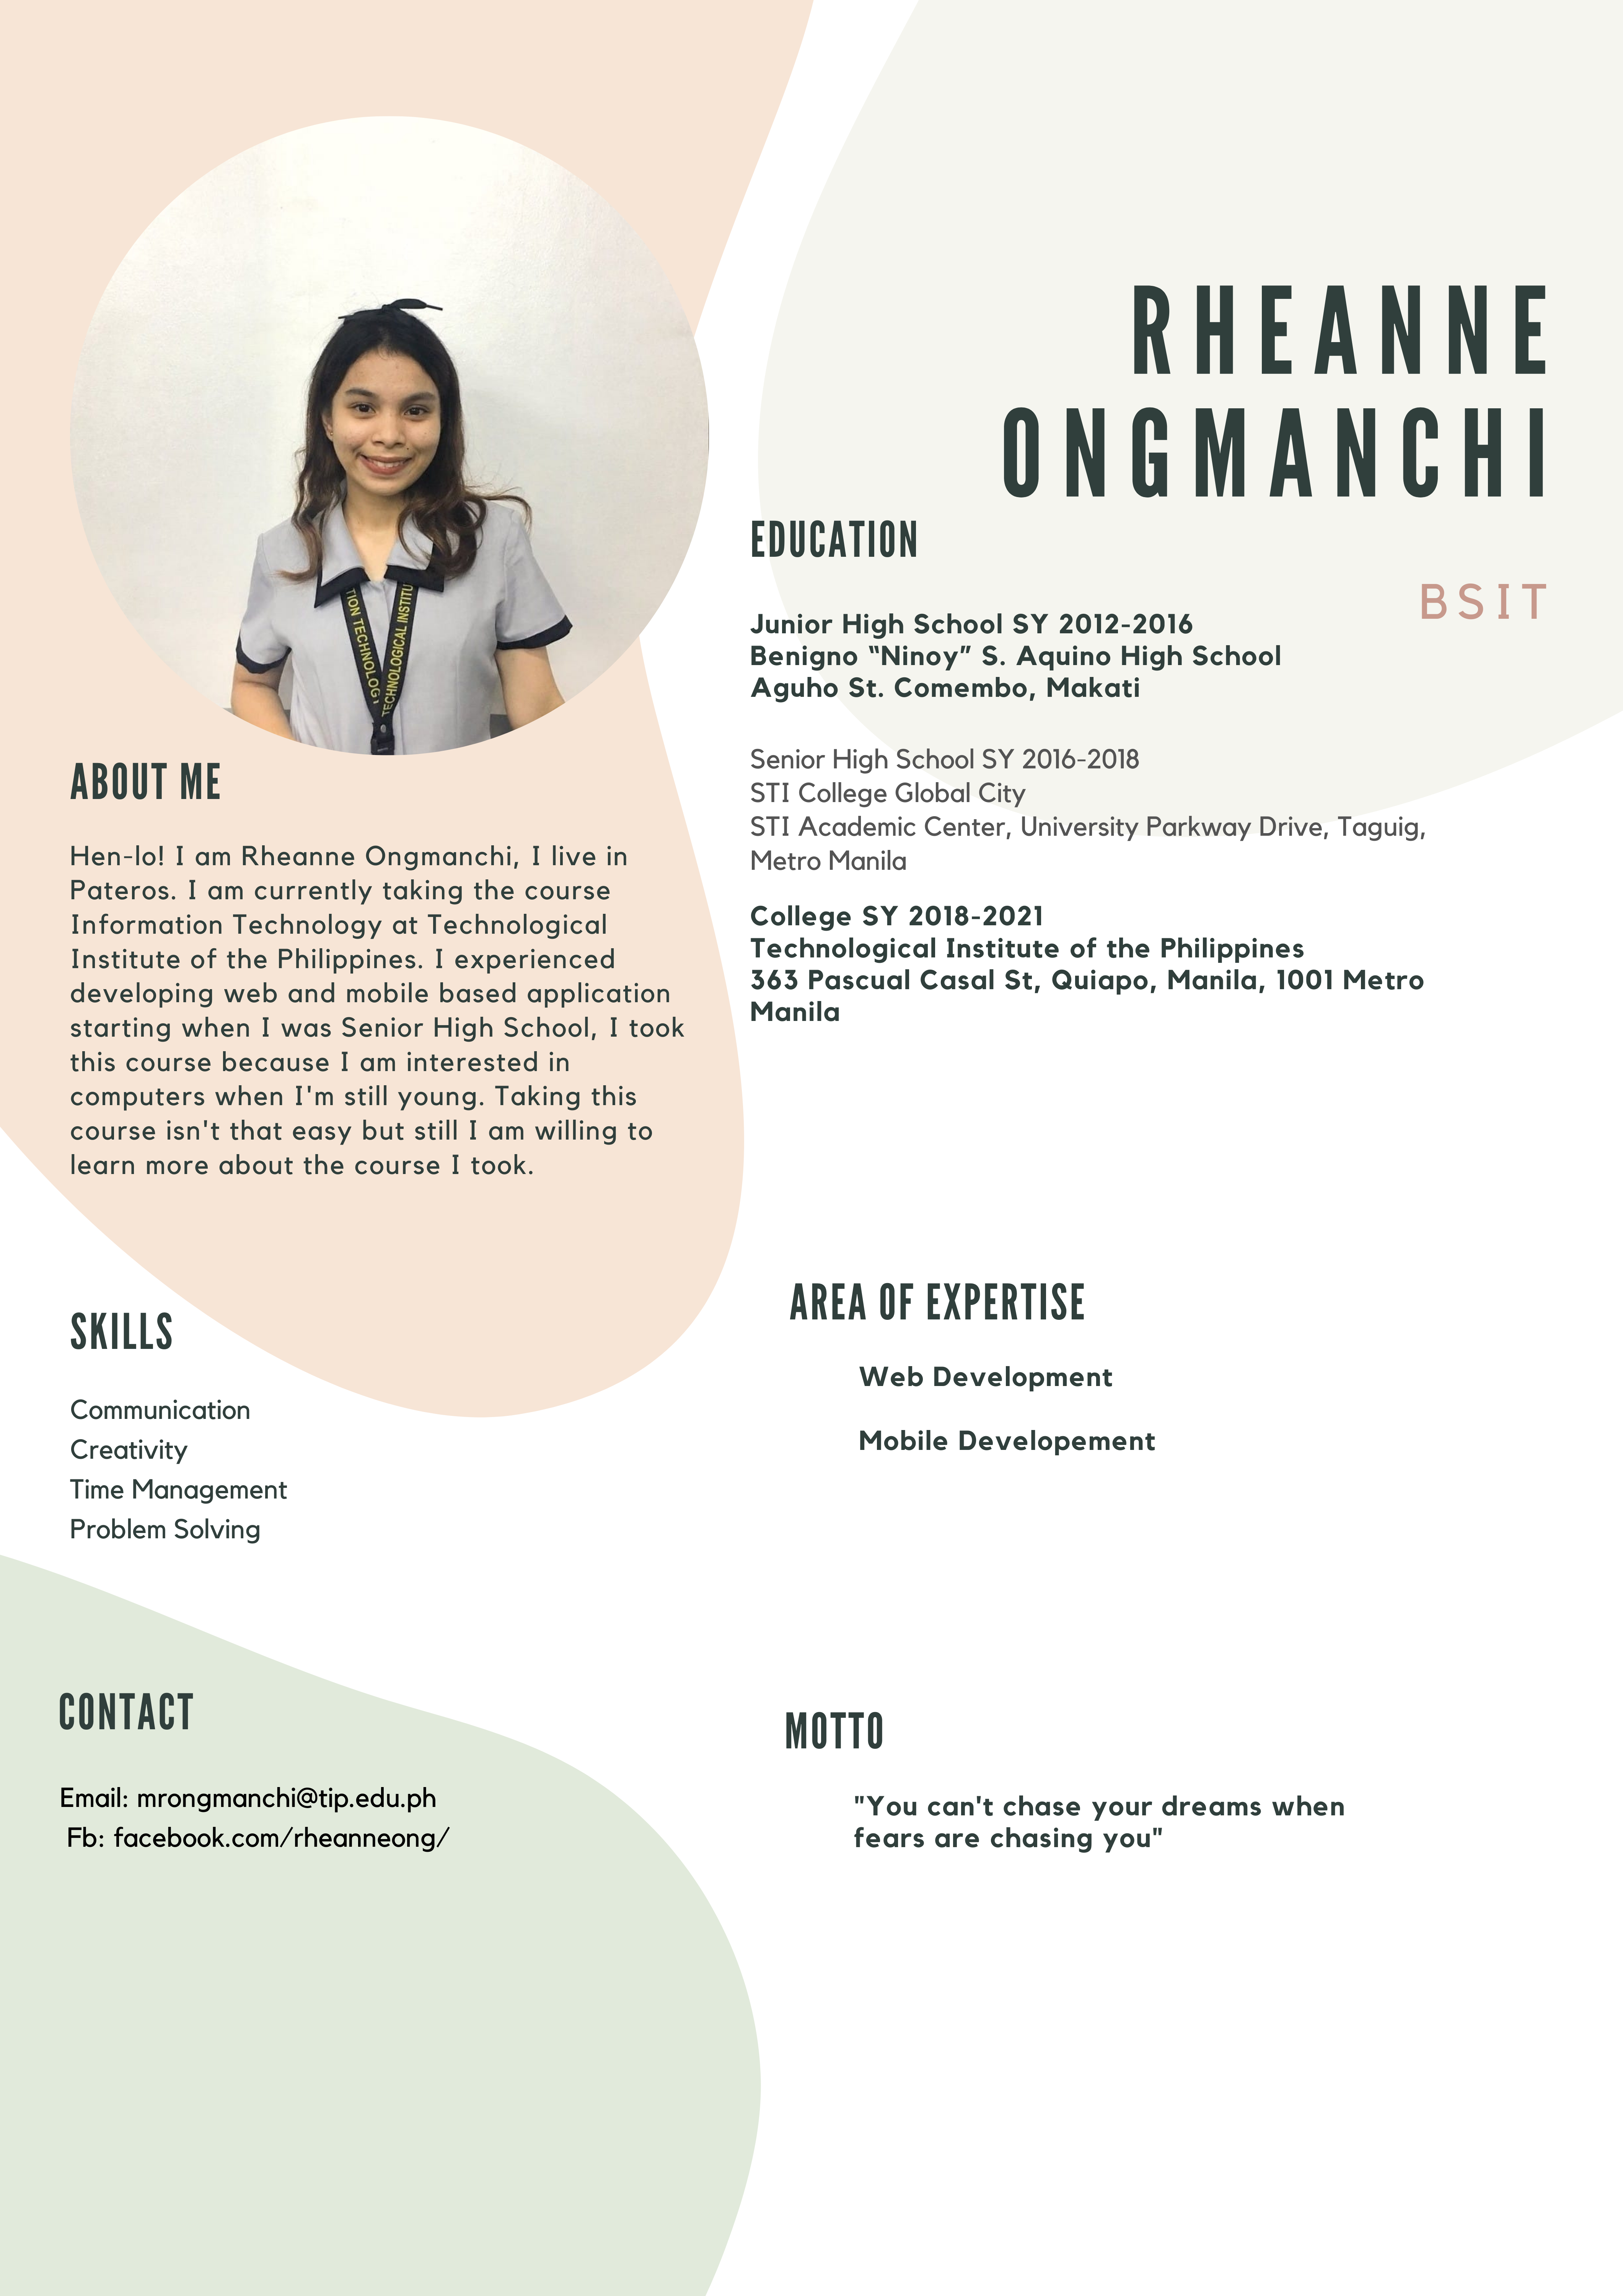 RHEANNE
ONGMANCHI
BSIT
TION TECHNOLOG
TECHNOLOGICAL INSTITU
ABOUT ME
Hen-lo! I am Rheanne Ongmanchi, I live in
Pateros. I am currently taking the course
Information Technology at Technological
Institute of the Philippines. I experienced
developing web and mobile based application
starting when I was Senior High School, I took
this course because I am interested in
computers when I'm still young. Taking this
course isn't that easy but still I am willing to
learn more about the course I took.
EDUCATION
Junior High School SY 2012-2016
Benigno “Ninoy” S. Aquino High School
Aguho St. Comembo, Makati
Senior High School SY 2016-2018
STI College Global City
STI Academic Center, University Parkway Drive, Taguig,
Metro Manila
College SY 2018-2021
Technological Institute of the Philippines
363 Pascual Casal St, Quiapo, Manila, 1001 Metro
Manila
SKILLS
Communication
Creativity
Time Management
Problem Solving
AREA OF EXPERTISE
Web Development
Mobile Developement
CONTACT
Email: mrongmanchi@tip.edu.ph
Fb: facebook.com/rheanneong/
MOTTO
"You can't chase your dreams when
fears are chasing you"